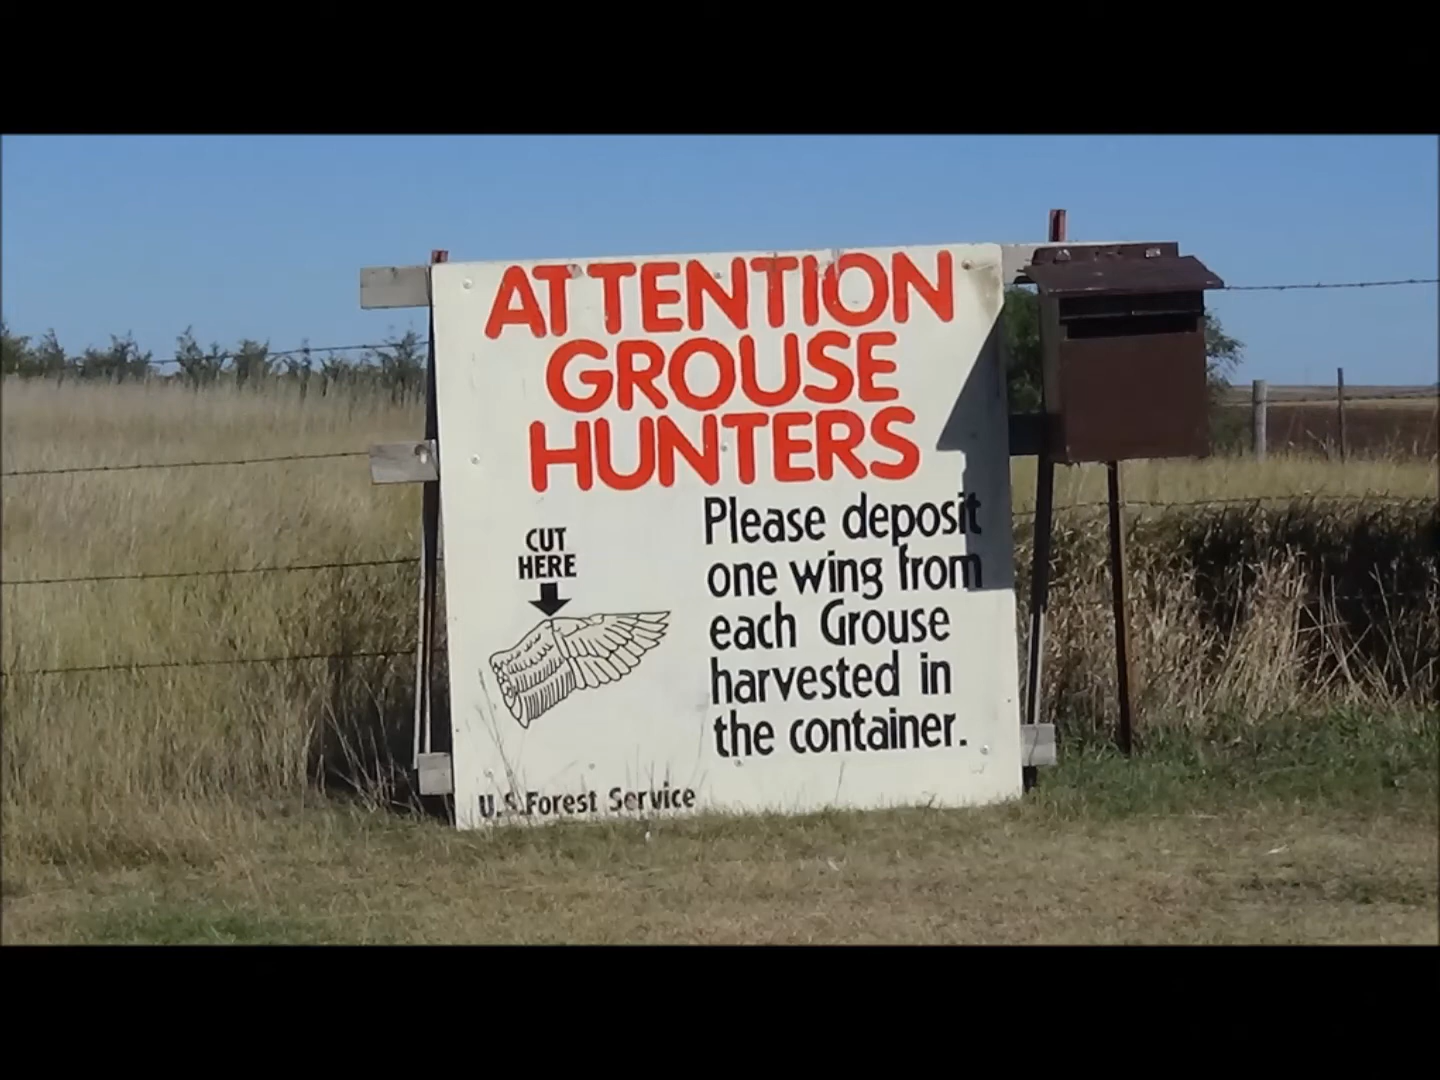 ATTENTION
GROUSE
HUNTERS
CUT
HERE
Please deposit
one wing from
each Grouse
harvested in
the container.
U.S.Forest Service